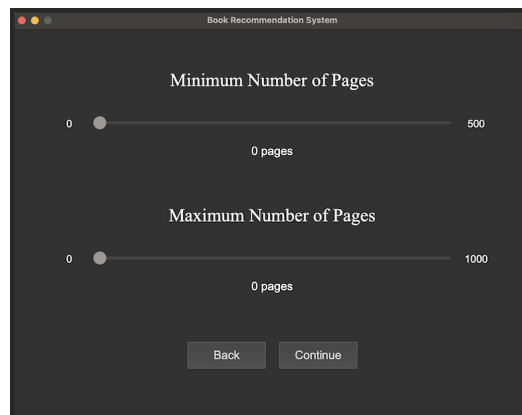 Book Recommendation System
Minimum Number of Pages
0 500
0 pages
Maximum Number of Pages
0 1000
0 pages
Back Continue